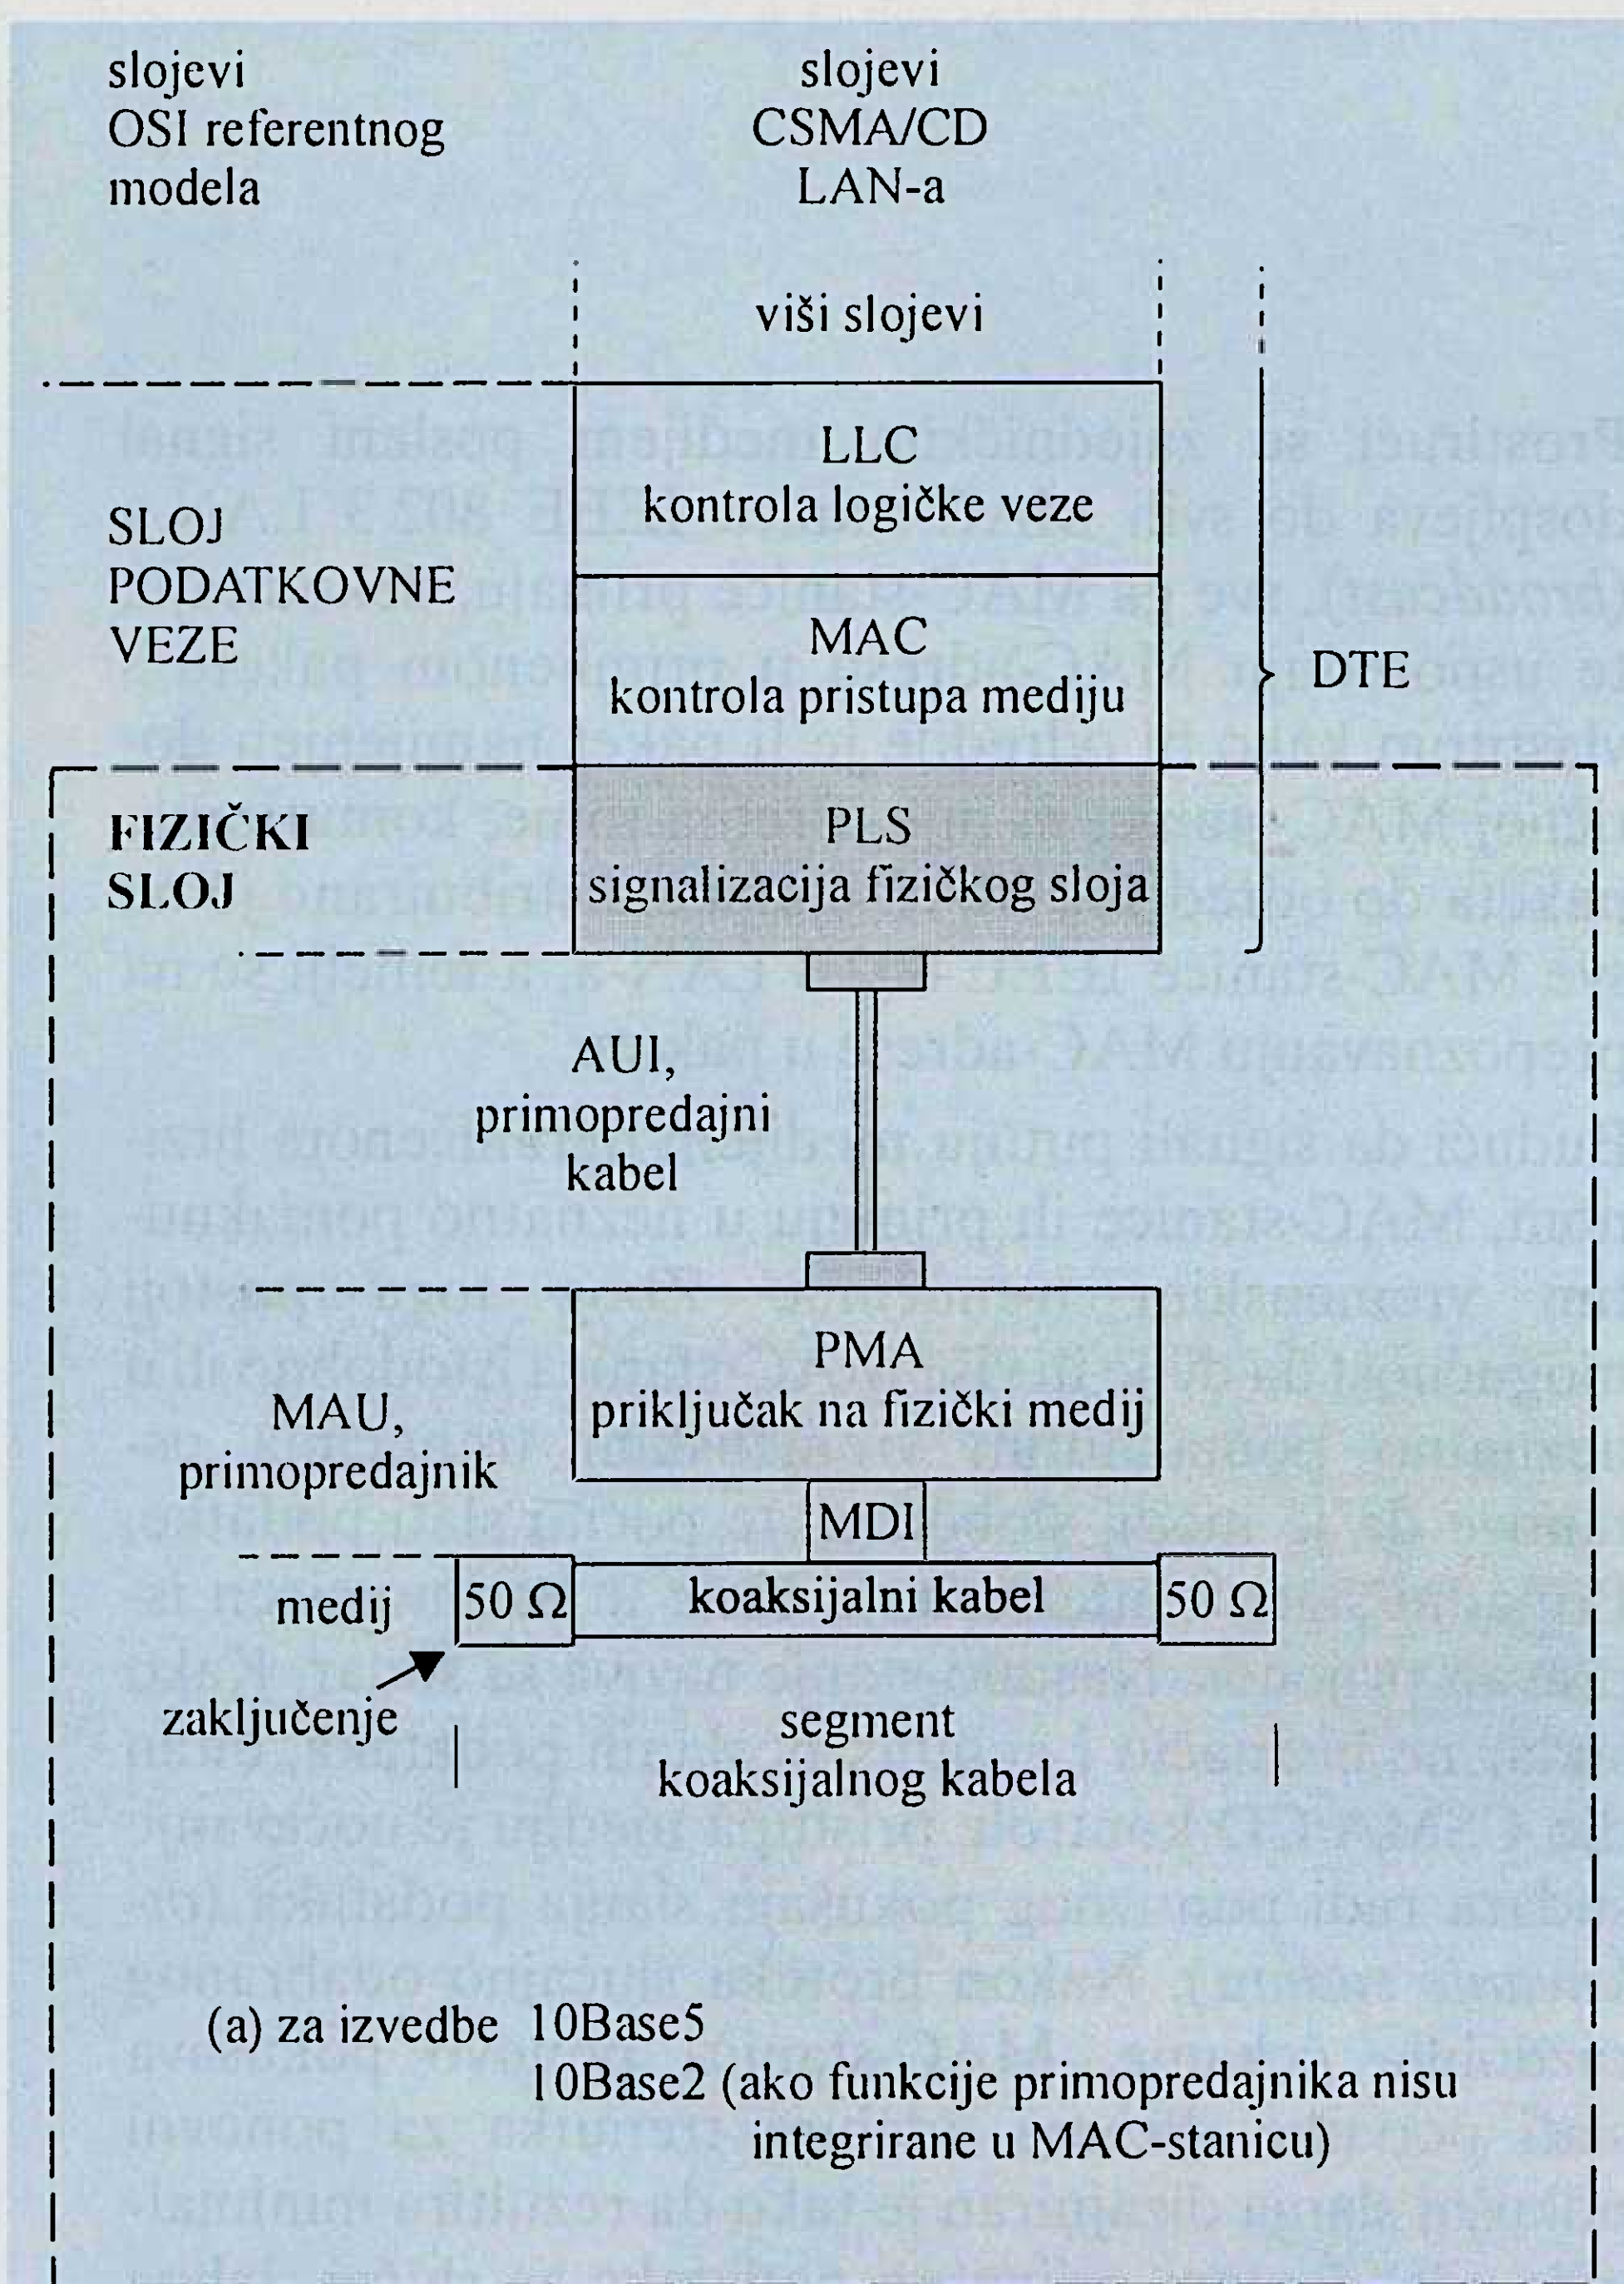 slojevi
OSI referentnog
modela
slojevi
CSMA/CD
LAN-a
viši slojevi
LLC
kontrola logičke veze
SLOJ
PODATKOVNE
VEZE
MAC
kontrola pristupa mediju
DTE
FIZIČKI
SLOJ
PLS
signalizacija fizičkog sloja
AUI,
primopredajni
kabel
PMA
priključak na fizički medij
MAU,
primopredajnik
MDI
medij
50 Ω
koaksijalni kabel
50 Ω
zaključenje
segment
koaksijalnog kabela
(a) za izvedbe 10Base5
10Base2 (ako funkcije primopredajnika nisu
integrirane u MAC-stanicu)